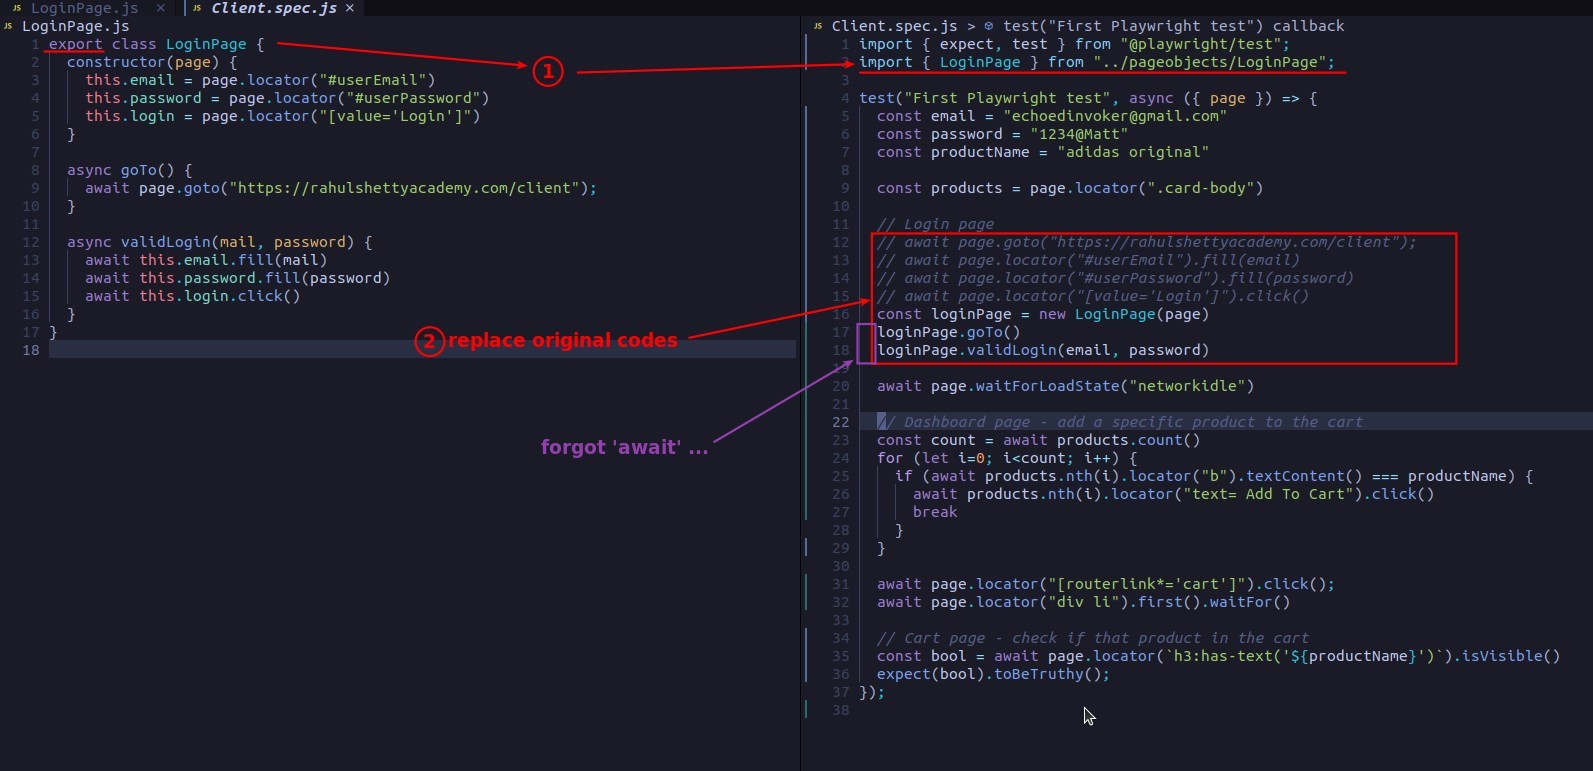 JS LoginPage.js ×
JS Client.spec.js ×
JS LoginPage.js
1 export class LoginPage {
2 constructor(page) {
3 this.email = page.locator("#userEmail")
4 this.password = page.locator("#userPassword")
5 this.login = page.locator("[value='Login']")
6 }
7
8 async goTo() {
9 await page.goto("https://rahulshettyacademy.com/client");
10 }
11
12 async validLogin(mail, password) {
13 await this.email.fill(mail)
14 await this.password.fill(password)
15 await this.login.click()
16 }
17 }
18
1
2 replace original codes
forgot 'await' ...
JS Client.spec.js > test("First Playwright test") callback
1 import { expect, test } from "@playwright/test";
2 import { LoginPage } from "../pageobjects/LoginPage";
3
4 test("First Playwright test", async ({ page }) => {
5 const email = "echoedinvoker@gmail.com"
6 const password = "1234@Matt"
7 const productName = "adidas original"
8
9 const products = page.locator(".card-body")
10
11 // Login page
12 // await page.goto("https://rahulshettyacademy.com/client");
13 // await page.locator("#userEmail").fill(email)
14 // await page.locator("#userPassword").fill(password)
15 // await page.locator("[value='Login']").click()
16 const loginPage = new LoginPage(page)
17 loginPage.goTo()
18 loginPage.validLogin(email, password)
19
20 await page.waitForLoadState("networkidle")
21
22 // Dashboard page - add a specific product to the cart
23 const count = await products.count()
24 for (let i=0; i<count; i++) {
25 if (await products.nth(i).locator("b").textContent() === productName) {
26 await products.nth(i).locator("text= Add To Cart").click()
27 break
28 }
29 }
30
31 await page.locator("[routerlink*='cart']").click();
32 await page.locator("div li").first().waitFor()
33
34 // Cart page - check if that product in the cart
35 const bool = await page.locator(`h3:has-text('${productName}')`).isVisible()
36 expect(bool).toBeTruthy();
37 });
38